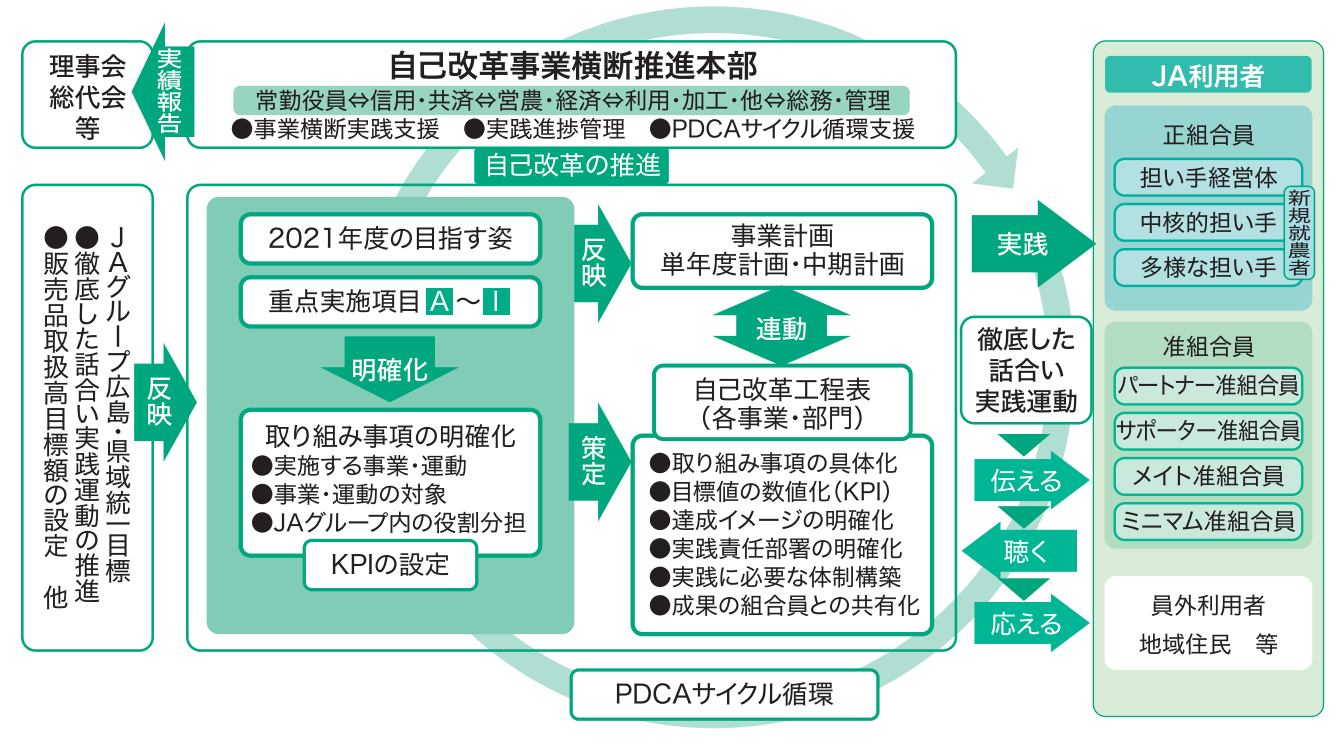 理事会
総代会
等
実績報告
自己改革事業横断推進本部
常勤役員⇔信用・共済⇔営農・経済⇔利用・加工・他⇔総務・管理
●事業横断実践支援　●実践進捗管理　●PDCAサイクル循環支援
自己改革の推進
JAグループ広島・県域統一目標
●徹底した話合い実践運動の推進
●販売品取扱高目標額の設定　他
反映
2021年度の目指す姿
重点実施項目 A～I
明確化
取り組み事項の明確化
●実施する事業・運動
●事業・運動の対象
●JAグループ内の役割分担
KPIの設定
反映
策定
事業計画
単年度計画・中期計画
連動
自己改革工程表
（各事業・部門）
●取り組み事項の具体化
●目標値の数値化（KPI）
●達成イメージの明確化
●実践責任部署の明確化
●実践に必要な体制構築
●成果の組合員との共有化
PDCAサイクル循環
実践
徹底した
話合い
実践運動
伝える
聴く
応える
JA利用者
正組合員
担い手経営体
中核的担い手
多様な担い手
新規就農者
准組合員
パートナー准組合員
サポーター准組合員
メイト准組合員
ミニマム准組合員
員外利用者
地域住民　等